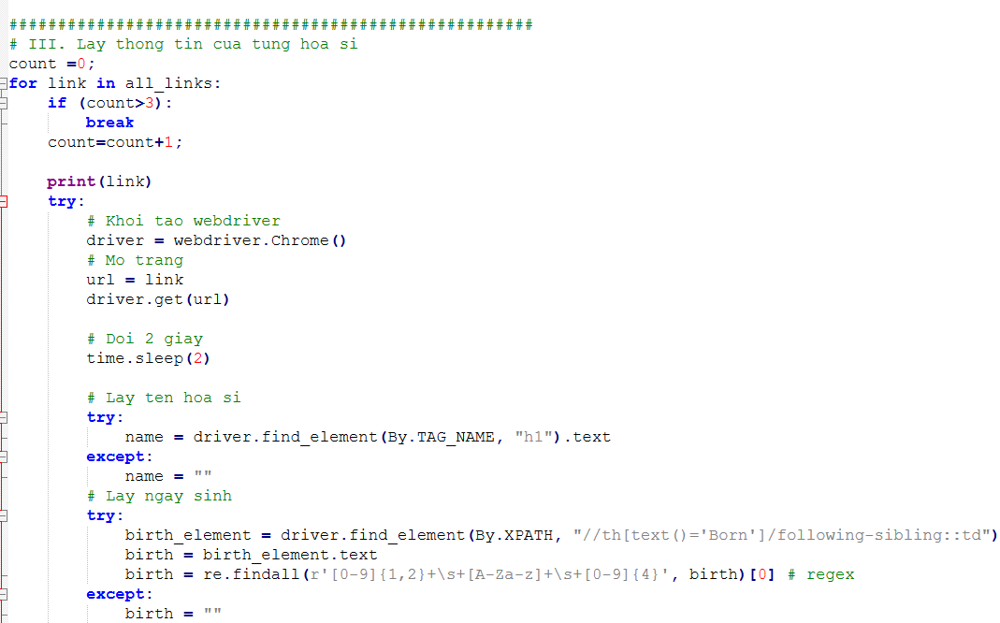 ######################################################
# III. Lay thong tin cua tung hoa si
count =0;
for link in all_links:
    if (count>3):
        break
    count=count+1;
    print(link)
    try:
        # Khoi tao webdriver
        driver = webdriver.Chrome()
        # Mo trang
        url = link
        driver.get(url)
        # Doi 2 giay
        time.sleep(2)
        # Lay ten hoa si
        try:
            name = driver.find_element(By.TAG_NAME, "h1").text
        except:
            name = ""
        # Lay ngay sinh
        try:
            birth_element = driver.find_element(By.XPATH, "//th[text()='Born']/following-sibling::td")
            birth = birth_element.text
            birth = re.findall(r'[0-9]{1,2}+\s+[A-Za-z]+\s+[0-9]{4}', birth)[0] # regex
        except:
            birth = ""